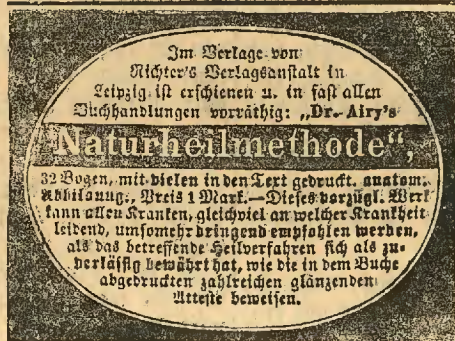 Im Verlage von
Richter's Verlagsanstalt in
Leipzig ist erschienen u. in fast allen
Buchhandlungen vorräthig: „Dr. Airy's
Naturheilmethode“,
32 Bogen, mit vielen in den Text gedruckt. anatom.
Abbildung., Preis 1 Mark.—Dieses vorzügl. Werk
kann allen Kranken, gleichviel an welcher Krankheit
leidend, umsomehr dringend empfohlen werden,
als das betreffende Heilverfahren sich als zu-
verlässig bewährt hat, wie die in dem Buche
abgedruckten zahlreichen glänzenden
Atteste beweisen.